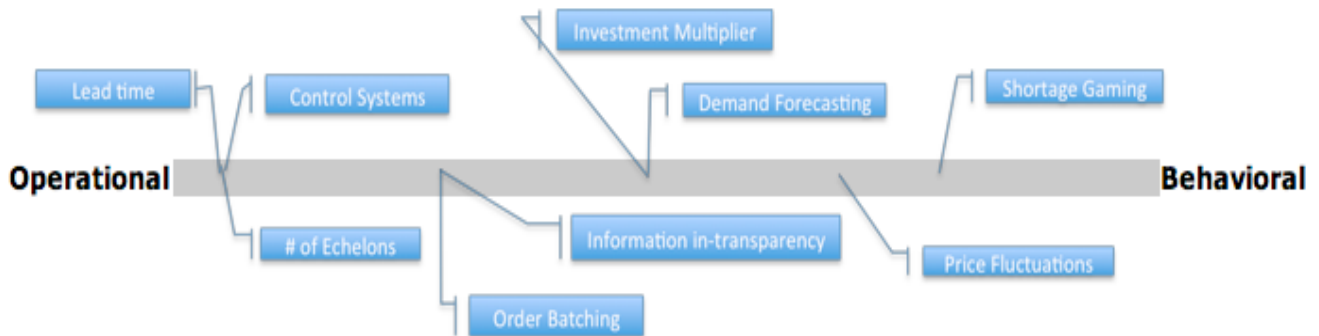 Investment Multiplier
Lead time
Control Systems
Demand Forecasting
Shortage Gaming
Operational
Behavioral
# of Echelons
Information in-transparency
Price Fluctuations
Order Batching